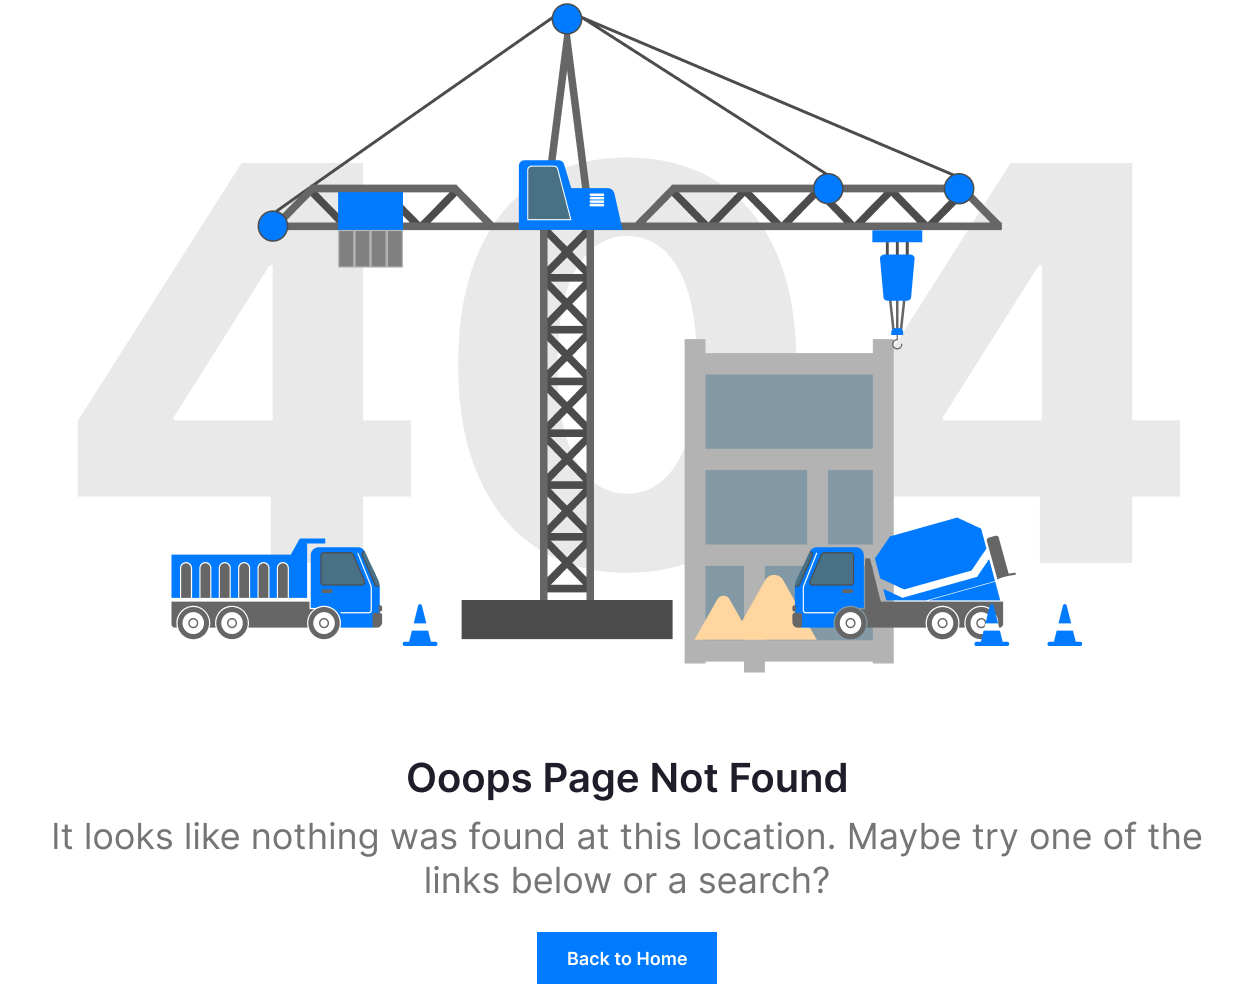 404
Ooops Page Not Found
It looks like nothing was found at this location. Maybe try one of the
links below or a search?
Back to Home